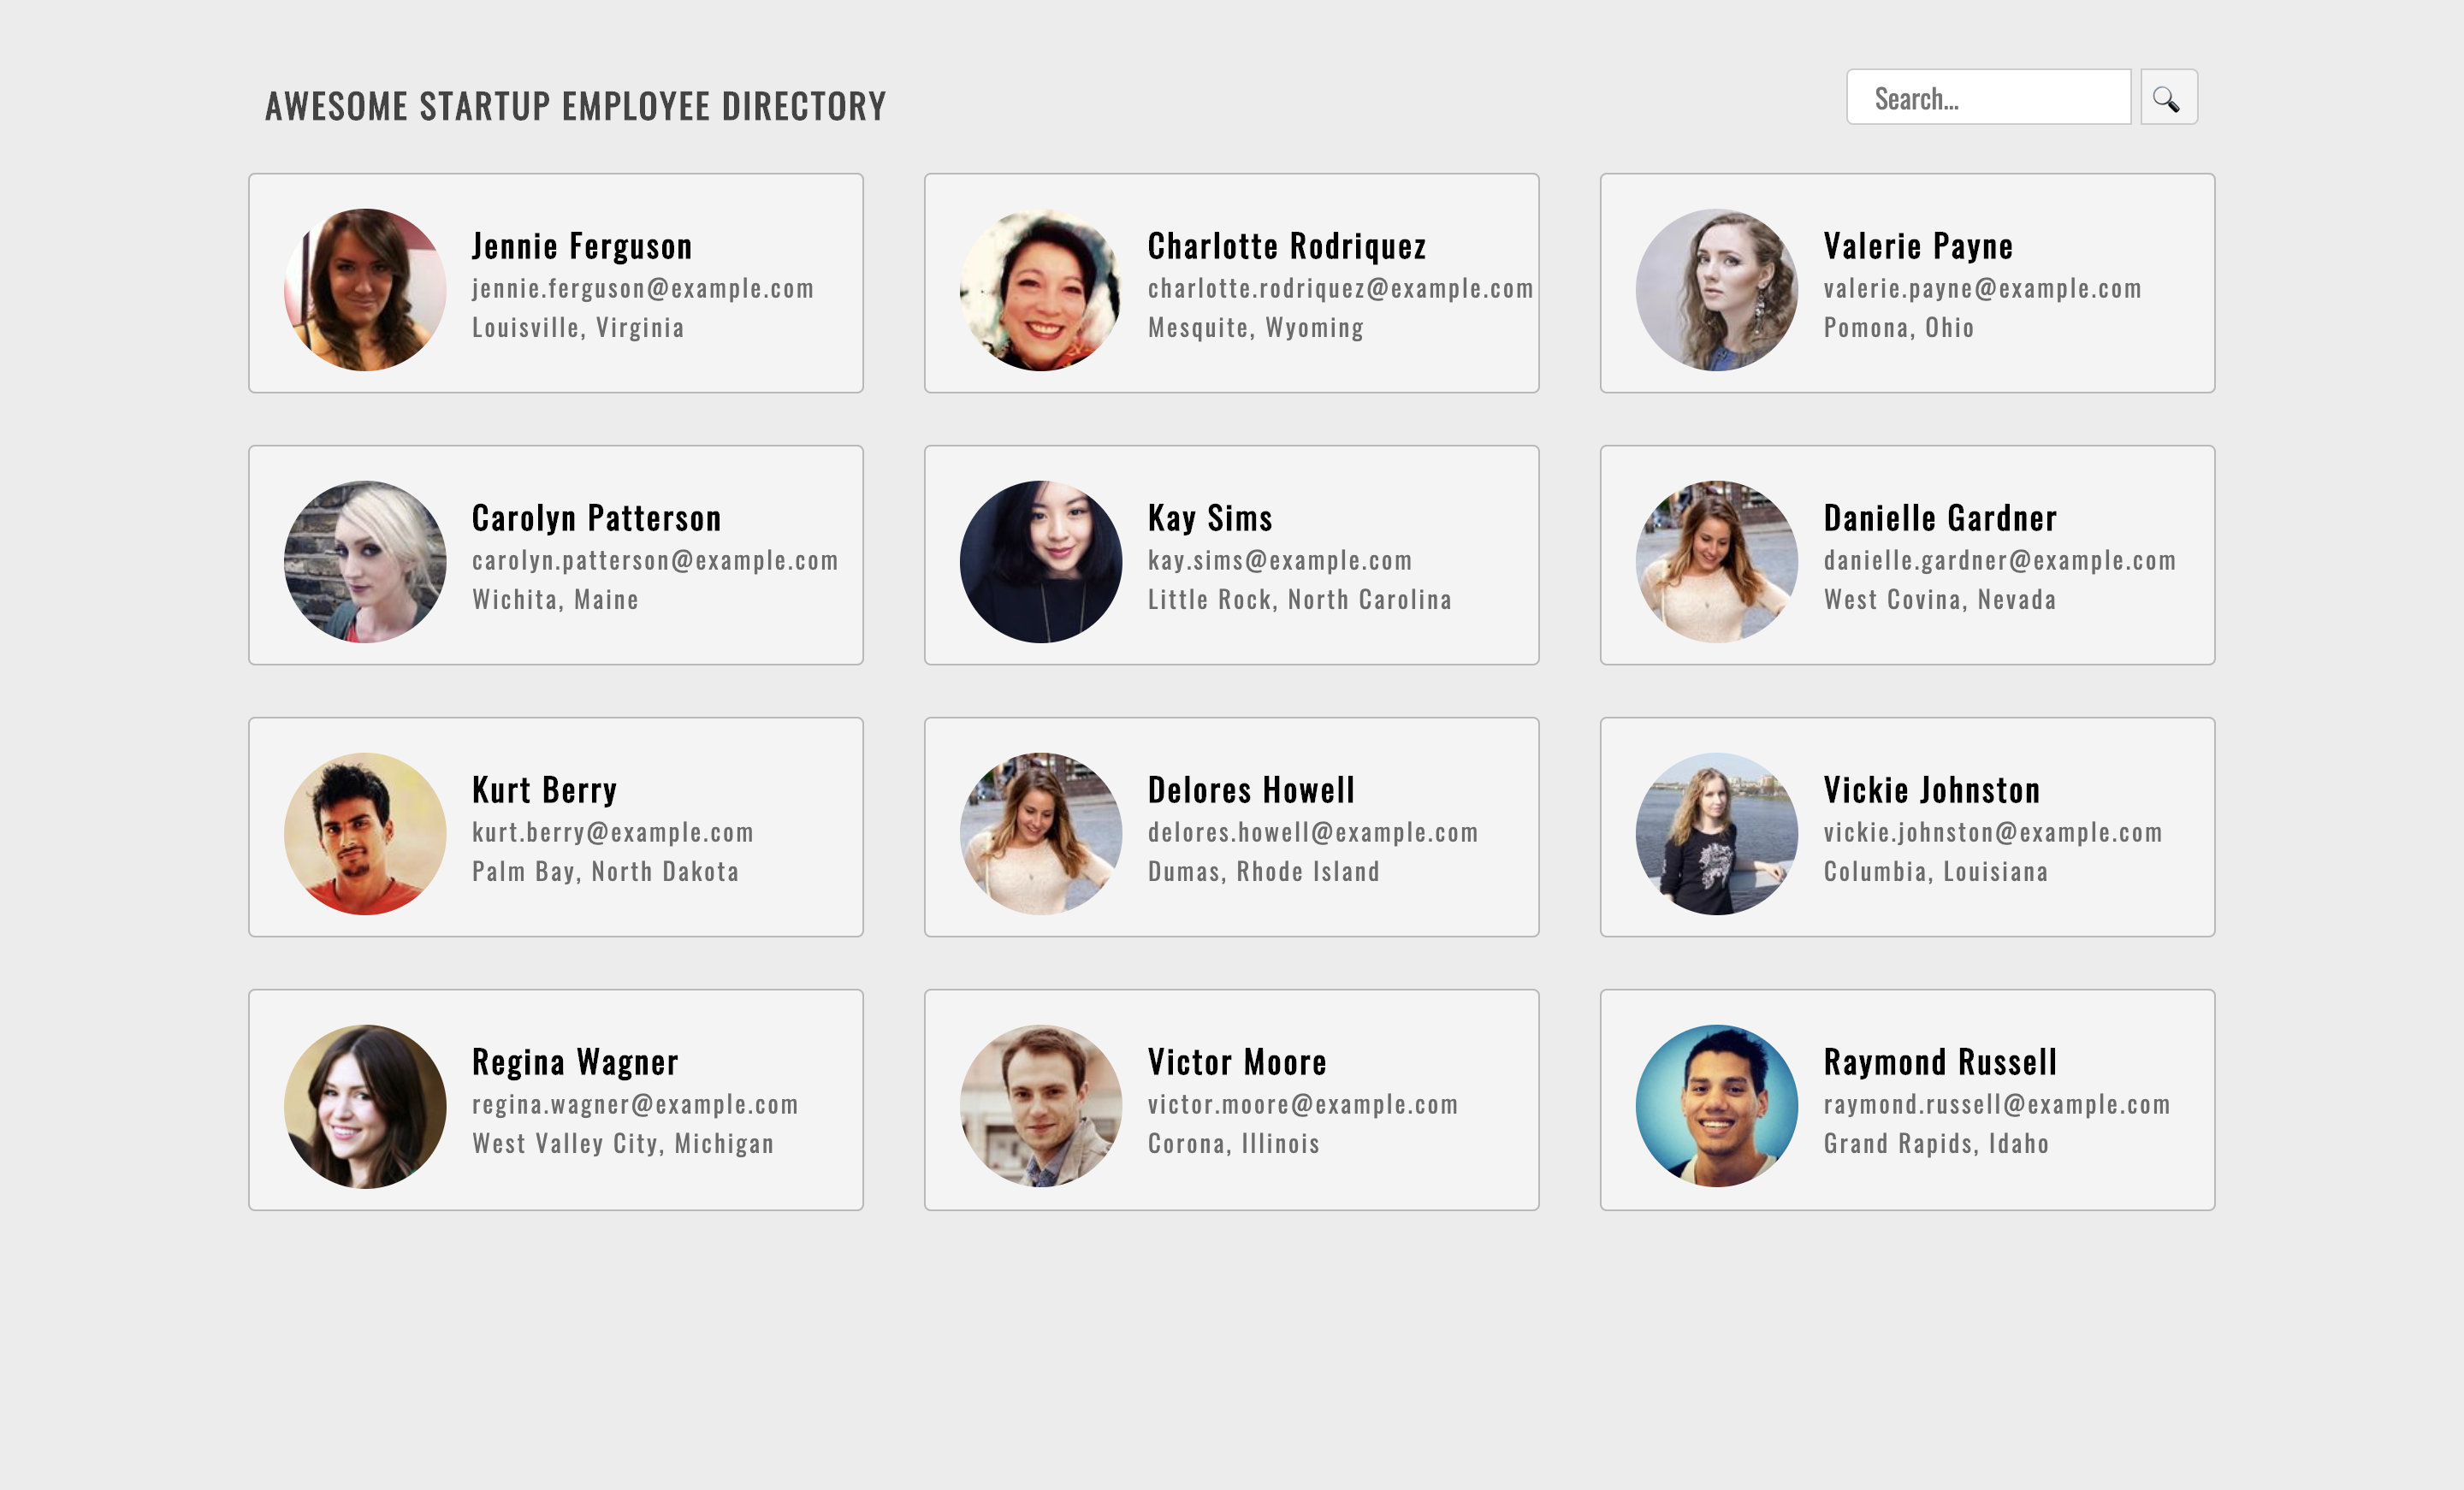 AWESOME STARTUP EMPLOYEE DIRECTORY
Search...
Jennie Ferguson
jennie.ferguson@example.com
Louisville, Virginia
Charlotte Rodriquez
charlotte.rodriquez@example.com
Mesquite, Wyoming
Valerie Payne
valerie.payne@example.com
Pomona, Ohio
Carolyn Patterson
carolyn.patterson@example.com
Wichita, Maine
Kay Sims
kay.sims@example.com
Little Rock, North Carolina
Danielle Gardner
danielle.gardner@example.com
West Covina, Nevada
Kurt Berry
kurt.berry@example.com
Palm Bay, North Dakota
Delores Howell
delores.howell@example.com
Dumas, Rhode Island
Vickie Johnston
vickie.johnston@example.com
Columbia, Louisiana
Regina Wagner
regina.wagner@example.com
West Valley City, Michigan
Victor Moore
victor.moore@example.com
Corona, Illinois
Raymond Russell
raymond.russell@example.com
Grand Rapids, Idaho